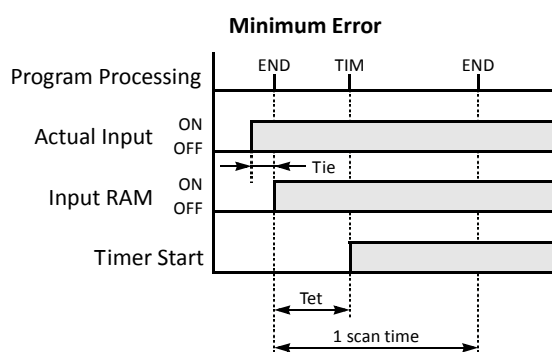 Minimum Error
Program Processing
END TIM END
Actual Input
ON
OFF
Tie
Input RAM
ON
OFF
Timer Start
Tet
1 scan time